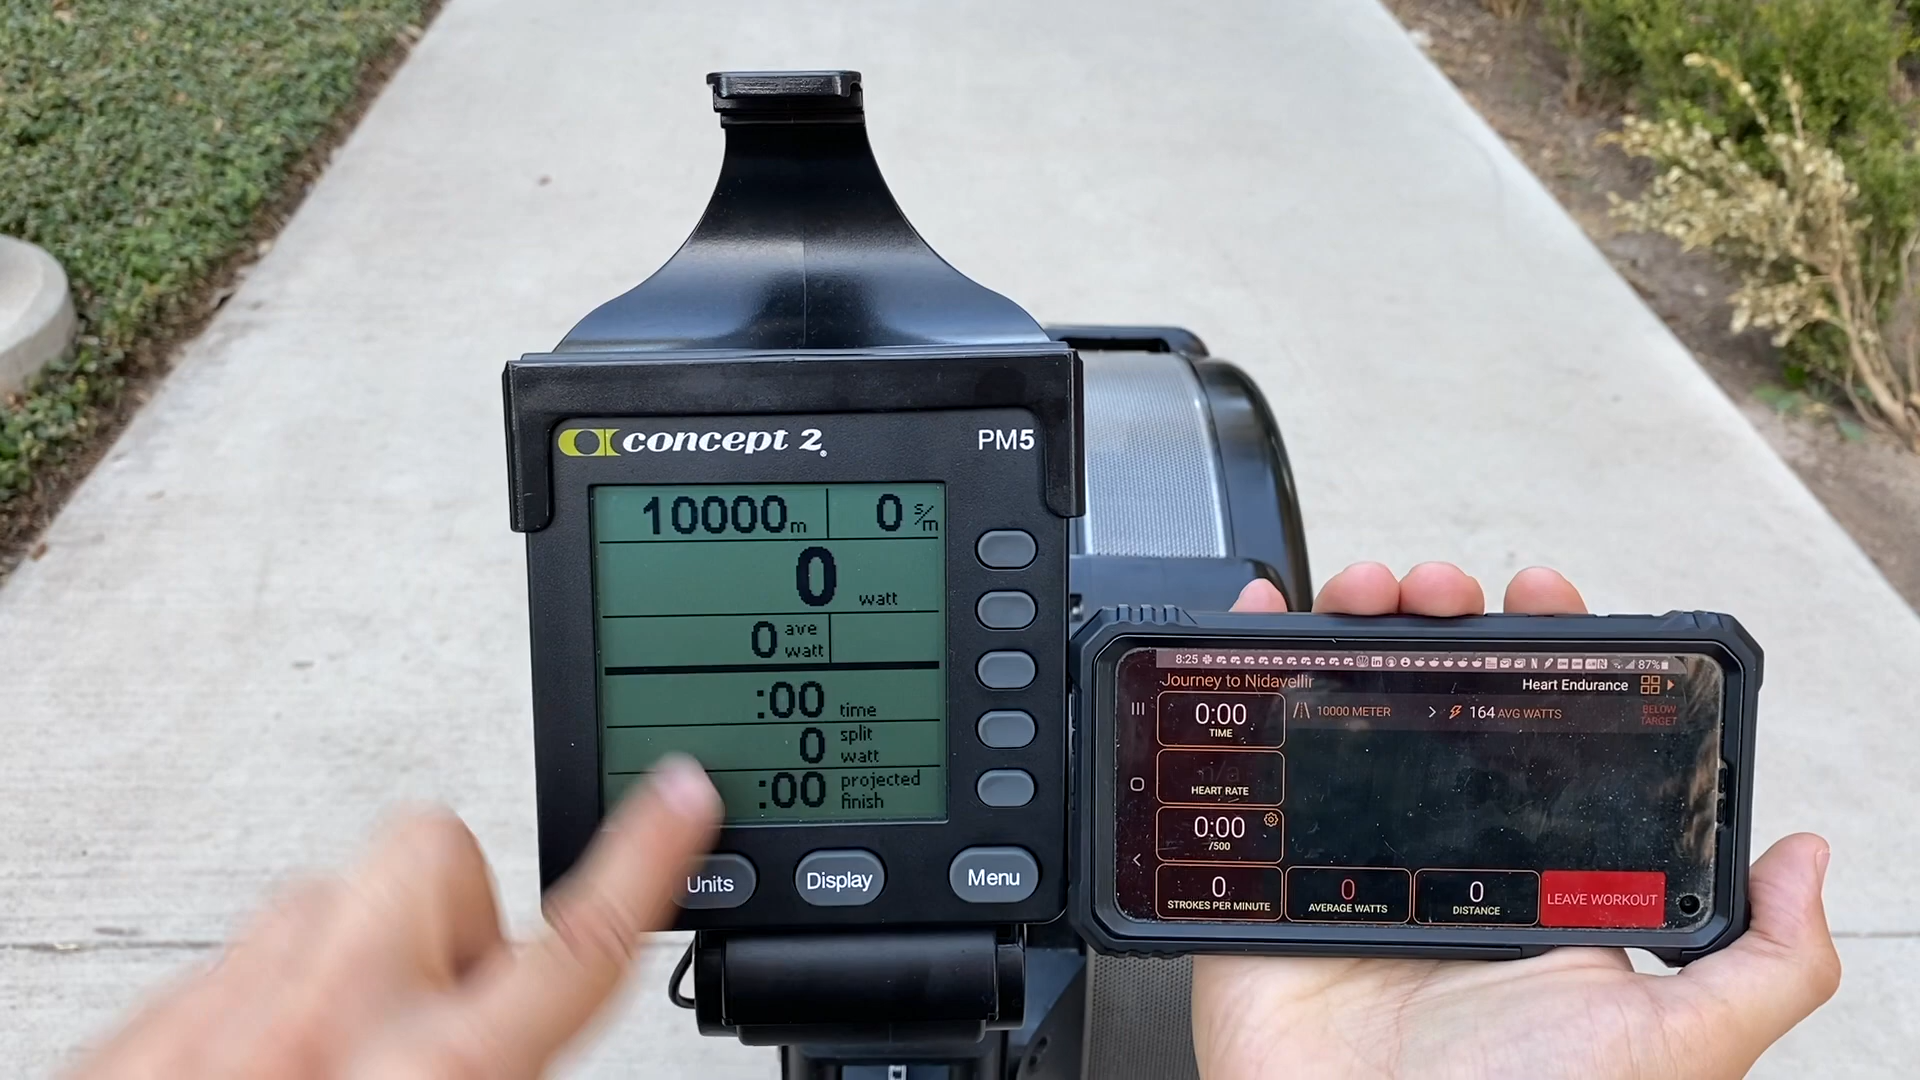 concept 2
PM5
10000m 0 s/m
0 watt
0 ave watt
:00 time
0 split watt
:00 projected finish
Units Display Menu
8:25 87%
Journey to Nidavellir Heart Endurance
0:00
TIME
10000 METER > 164 AVG WATTS
BELOW
TARGET
n/a
HEART RATE
0:00
/500
0
STROKES PER MINUTE
0
AVERAGE WATTS
0
DISTANCE
LEAVE WORKOUT